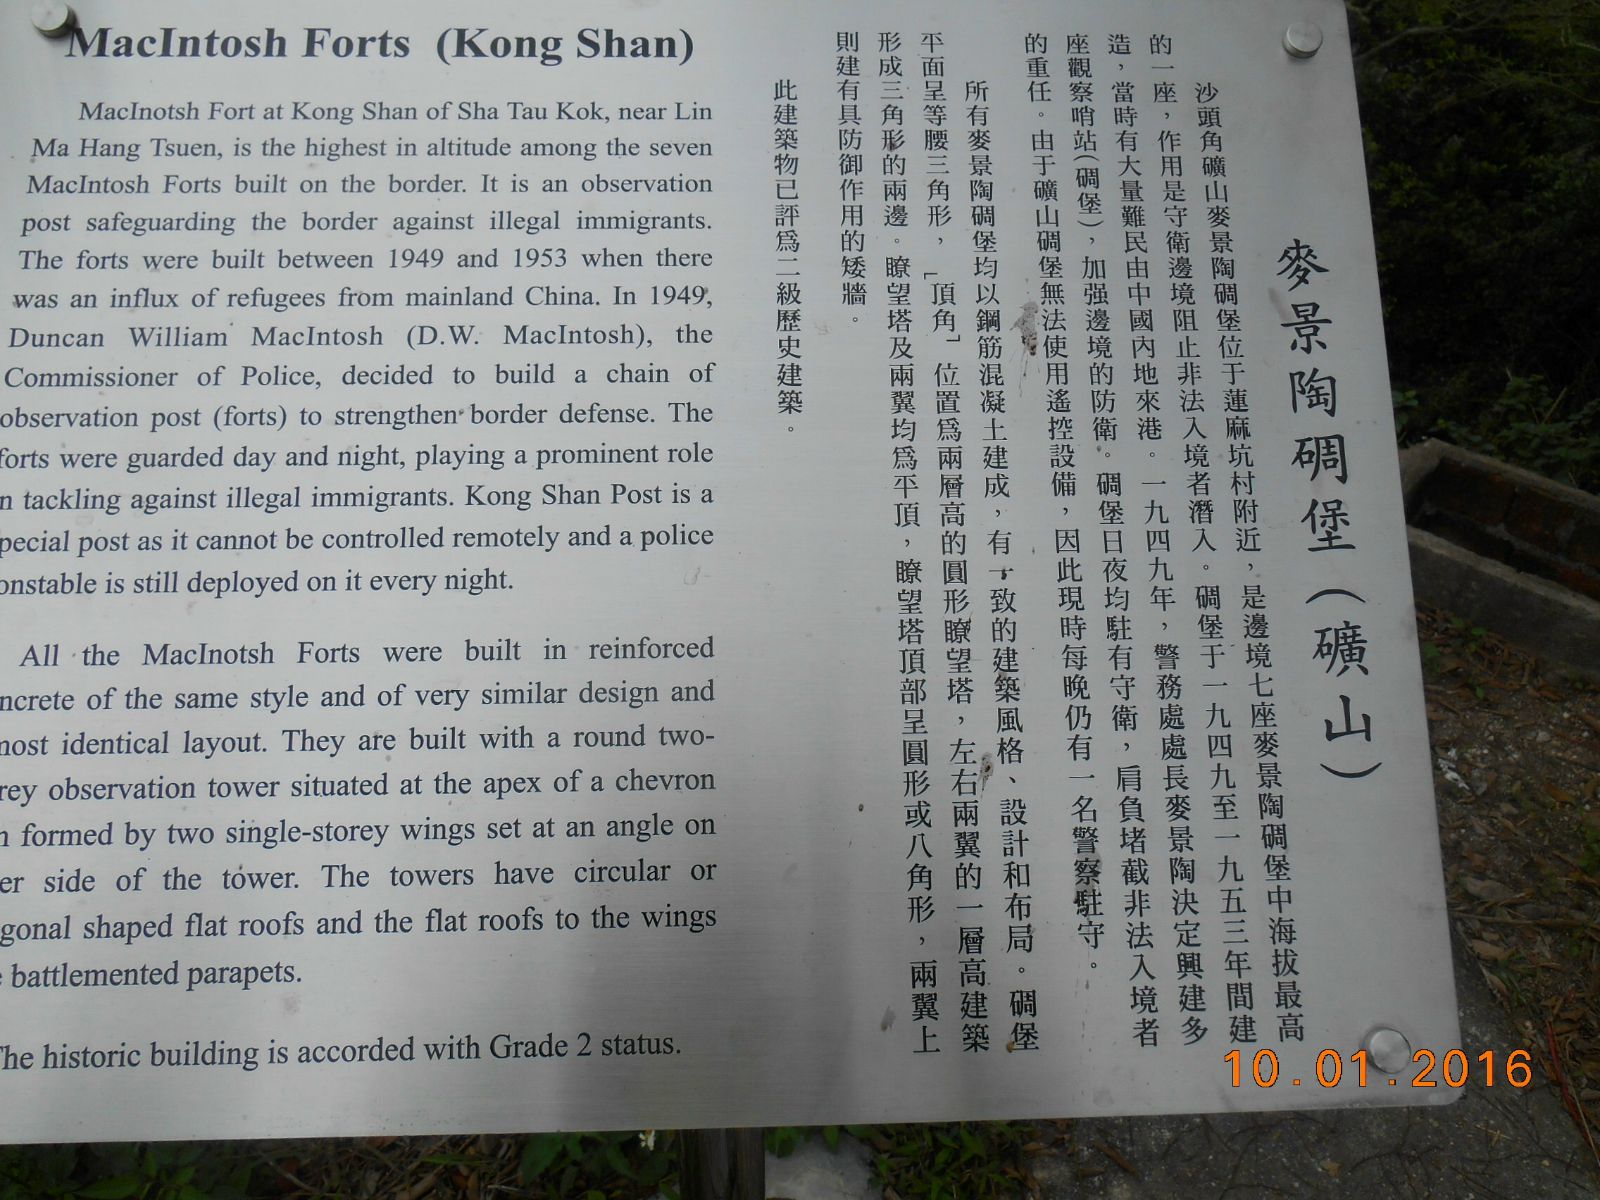 MacIntosh Forts (Kong Shan)
MacInotsh Fort at Kong Shan of Sha Tau Kok, near Lin
Ma Hang Tsuen, is the highest in altitude among the seven
MacIntosh Forts built on the border. It is an observation
post safeguarding the border against illegal immigrants.
The forts were built between 1949 and 1953 when there
was an influx of refugees from mainland China. In 1949,
Duncan William MacIntosh (D.W. MacIntosh), the
Commissioner of Police, decided to build a chain of
observation post (forts) to strengthen border defense. The
forts were guarded day and night, playing a prominent role
n tackling against illegal immigrants. Kong Shan Post is a
pecial post as it cannot be controlled remotely and a police
onstable is still deployed on it every night.
All the MacInotsh Forts were built in reinforced
ncrete of the same style and of very similar design and
most identical layout. They are built with a round two-
rey observation tower situated at the apex of a chevron
n formed by two single-storey wings set at an angle on
er side of the tower. The towers have circular or
gonal shaped flat roofs and the flat roofs to the wings
e battlemented parapets.
The historic building is accorded with Grade 2 status.
麥景陶碉堡(礦山)
沙頭角礦山麥景陶碉堡位于蓮麻坑村附近，是邊境七座麥景陶碉堡中海拔最高
的一座，作用是守衛邊境阻止非法入境者潛入。碉堡于一九四九至一九五三年間建
造，當時有大量難民由中國內地來港。一九四九年，警務處處長麥景陶決定興建多
座觀察哨站(碉堡)，加强邊境的防衛。碉堡日夜均駐有守衛，肩負堵截非法入境者
的重任。由于礦山碉堡無法使用遙控設備，因此現時每晚仍有一名警察駐守。
所有麥景陶碉堡均以鋼筋混凝土建成，有一致的建築風格、設計和布局。碉堡
平面呈等腰三角形，「頂角」位置爲兩層高的圓形瞭望塔，左右兩翼的一層高建築
形成三角形的兩邊。瞭望塔及兩翼均爲平頂，瞭望塔頂部呈圓形或八角形，兩翼上
則建有具防御作用的矮牆。
此建築物已評爲二級歷史建築。
10.01.2016